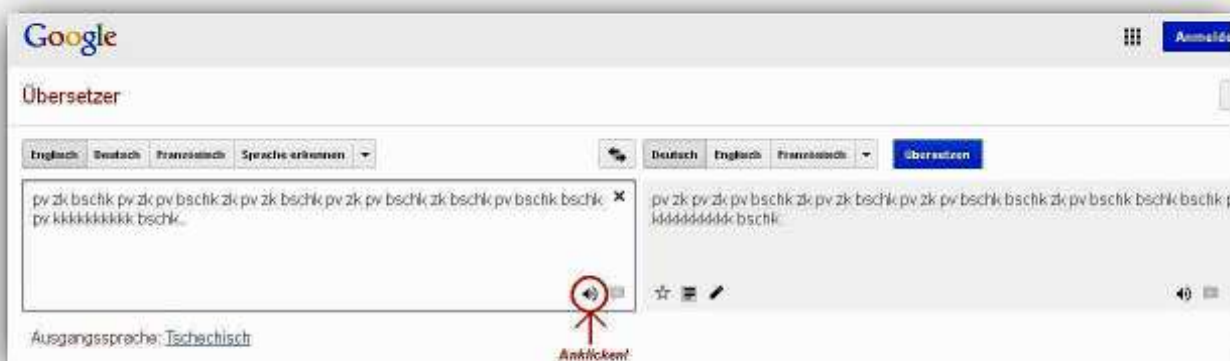 Google
Anmelde
Übersetzer
Englisch Deutsch Französisch Sprache erkennen
Deutsch Englisch Französisch Übersetzen
pv zk bschk pv zk pv bschk zk pv zk bschk pv zk pv bschk zk bschk pv bschk bschk
pv kkkkkkkkkk bschk..
pv zk pv zk pv bschk zk pv zk bschk pv zk pv bschk bschk zk pv bschk bschk bschk p
kkkkkkkkkk bschk.
Ausgangssprache: Tschechisch
Anklicken!